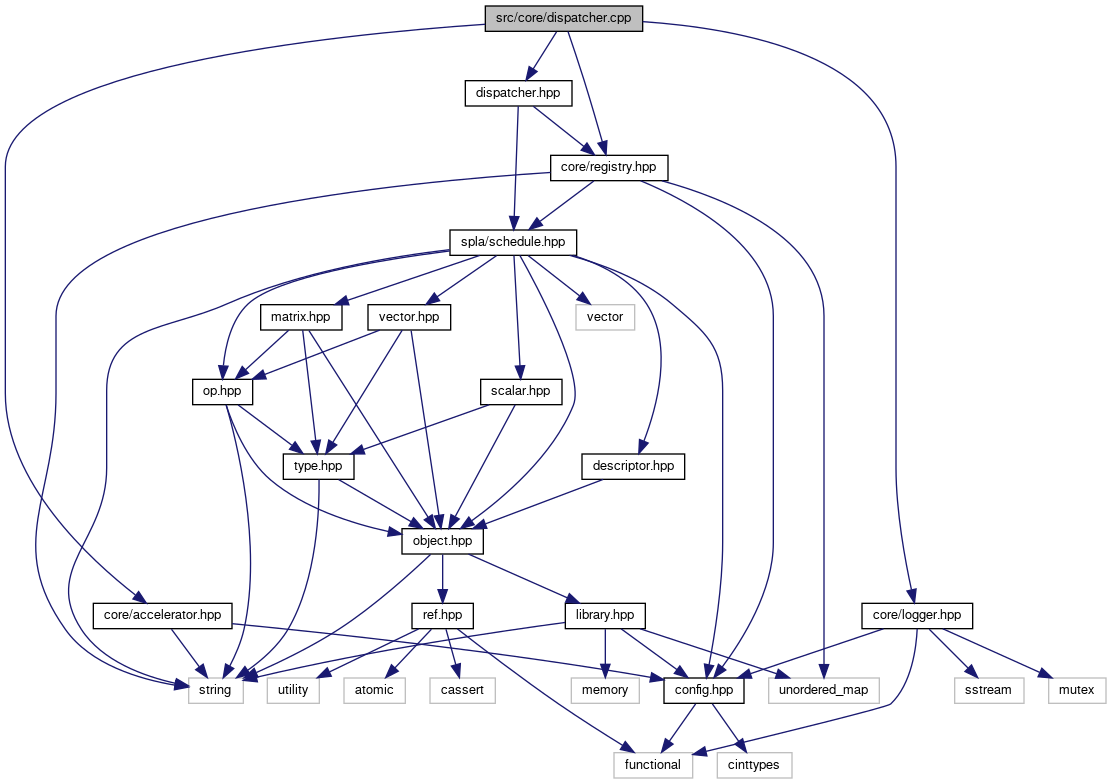 src/core/dispatcher.cpp
dispatcher.hpp
core/registry.hpp
spla/schedule.hpp
matrix.hpp
vector.hpp
vector
op.hpp
scalar.hpp
type.hpp
descriptor.hpp
object.hpp
core/accelerator.hpp
ref.hpp
library.hpp
core/logger.hpp
string
utility
atomic
cassert
memory
config.hpp
unordered_map
sstream
mutex
functional
cinttypes